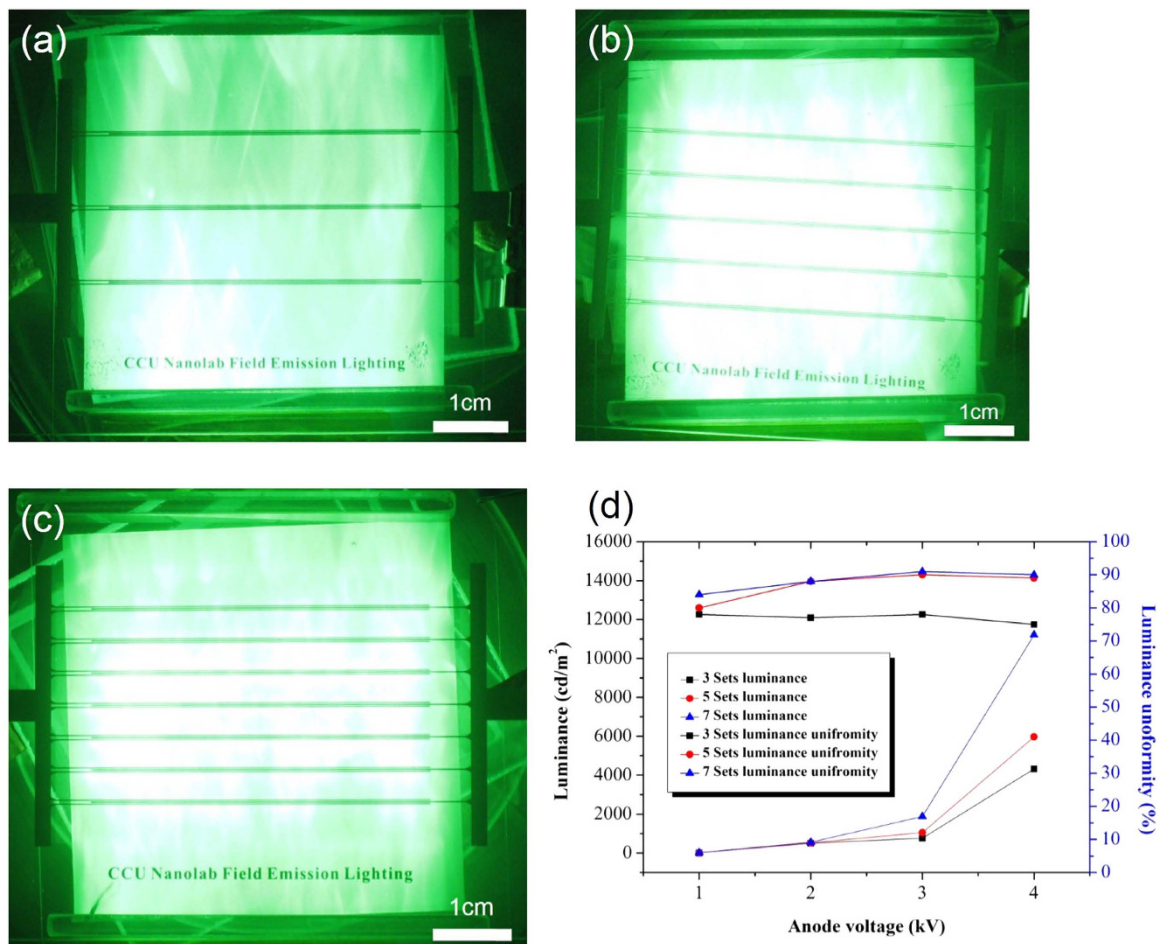 (a)
CCU Nanolab Field Emission Lighting
1cm
(b)
CCU Nanolab Field Emission Lighting
1cm
(c)
CCU Nanolab Field Emission Lighting
1cm
(d)
16000
14000
12000
10000
8000
6000
4000
2000
0
Luminance (cd/m²)
100
90
80
70
60
50
40
30
20
10
0
Luminance unoformity (%)
3 Sets luminance
5 Sets luminance
7 Sets luminance
3 Sets luminance unifromity
5 Sets luminance unifromity
7 Sets luminance unifromity
1 2 3 4
Anode voltage (kV)